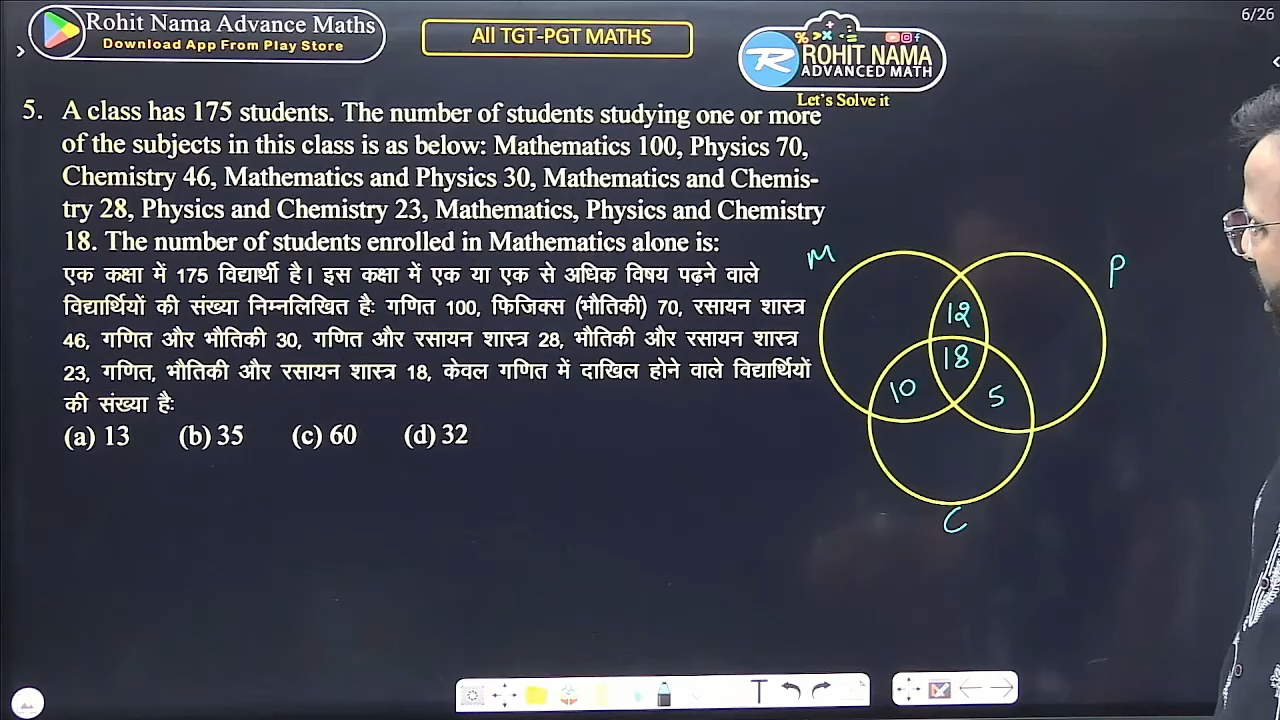 6/26
Rohit Nama Advance Maths
Download App From Play Store
All TGT-PGT MATHS
ROHIT NAMA
ADVANCED MATH
Let's Solve it
5. A class has 175 students. The number of students studying one or more
of the subjects in this class is as below: Mathematics 100, Physics 70,
Chemistry 46, Mathematics and Physics 30, Mathematics and Chemis-
try 28, Physics and Chemistry 23, Mathematics, Physics and Chemistry
18. The number of students enrolled in Mathematics alone is:
एक कक्षा में 175 विद्यार्थी है। इस कक्षा में एक या एक से अधिक विषय पढ़ने वाले
विद्यार्थियों की संख्या निम्नलिखित हैः गणित 100, फिजिक्स (भौतिकी) 70, रसायन शास्त्र
46, गणित और भौतिकी 30, गणित और रसायन शास्त्र 28, भौतिकी और रसायन शास्त्र
23, गणित, भौतिकी और रसायन शास्त्र 18, केवल गणित में दाखिल होने वाले विद्यार्थियों
की संख्या हैः
(a) 13 (b) 35 (c) 60 (d) 32
M
P
12
18
10
5
C
T